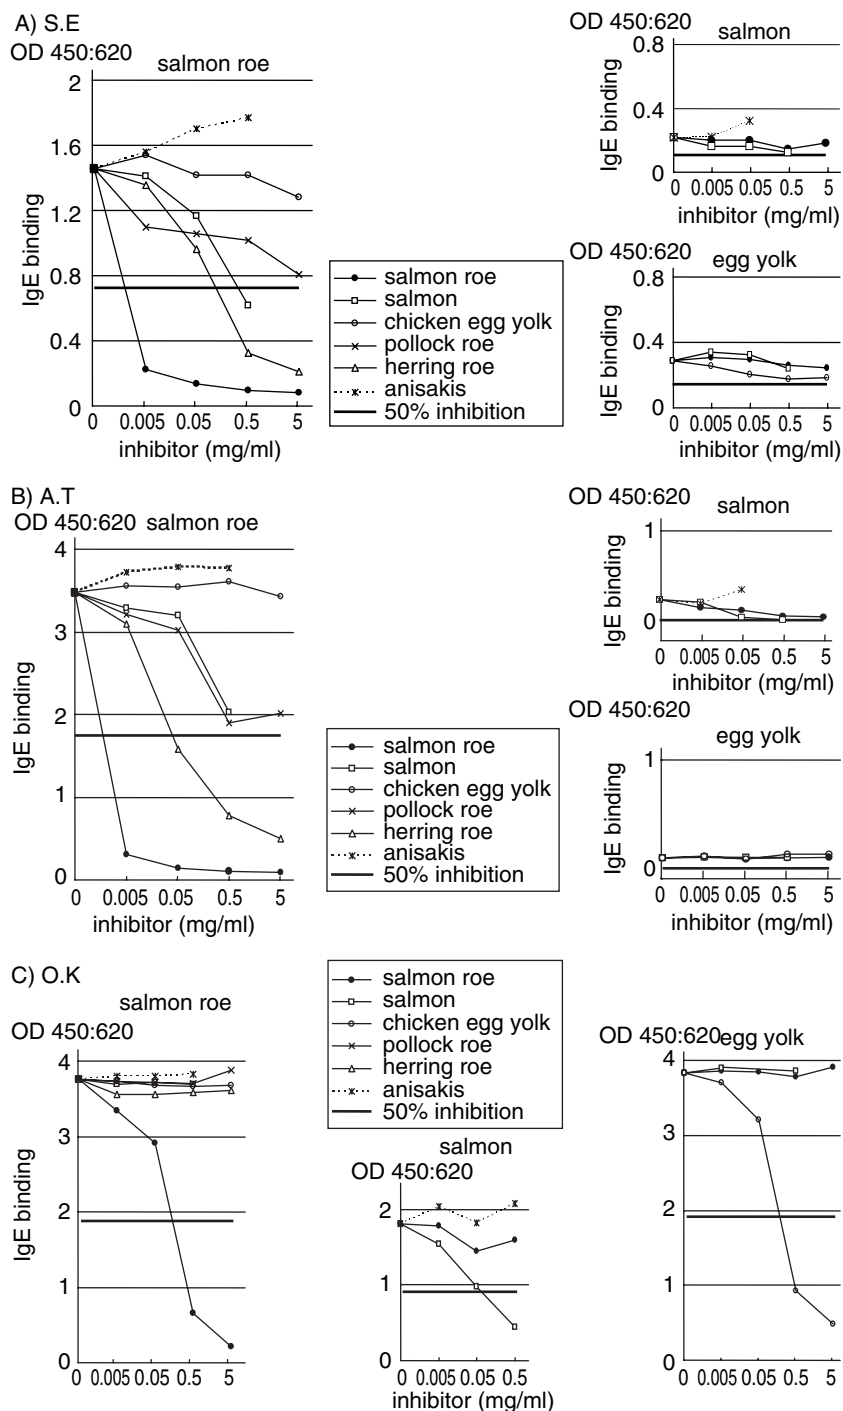 A) S.E
OD 450:620
salmon roe
2
1.6
1.2
0.8
0.4
0
IgE binding
0 0.005 0.05 0.5 5
inhibitor (mg/ml)
salmon roe
salmon
chicken egg yolk
pollock roe
herring roe
anisakis
50% inhibition
OD 450:620
salmon
0.8
0.4
0
IgE binding
0 0.005 0.05 0.5 5
inhibitor (mg/ml)
OD 450:620
egg yolk
0.8
0.4
0
IgE binding
0 0.005 0.05 0.5 5
inhibitor (mg/ml)
B) A.T
OD 450:620 salmon roe
4
3
2
1
0
IgE binding
0 0.005 0.05 0.5 5
inhibitor (mg/ml)
salmon roe
salmon
chicken egg yolk
pollock roe
herring roe
anisakis
50% inhibition
OD 450:620
salmon
1
0
IgE binding
0 0.005 0.05 0.5 5
inhibitor (mg/ml)
OD 450:620
egg yolk
1
0
IgE binding
0 0.005 0.05 0.5 5
inhibitor (mg/ml)
C) O.K
salmon roe
OD 450:620
4
3
2
1
0
IgE binding
0 0.005 0.05 0.5 5
salmon roe
salmon
chicken egg yolk
pollock roe
herring roe
anisakis
50% inhibition
salmon
OD 450:620
2
1
0
0 0.005 0.05 0.5
inhibitor (mg/ml)
OD 450:620 egg yolk
4
3
2
1
0
0 0.005 0.05 0.5 5